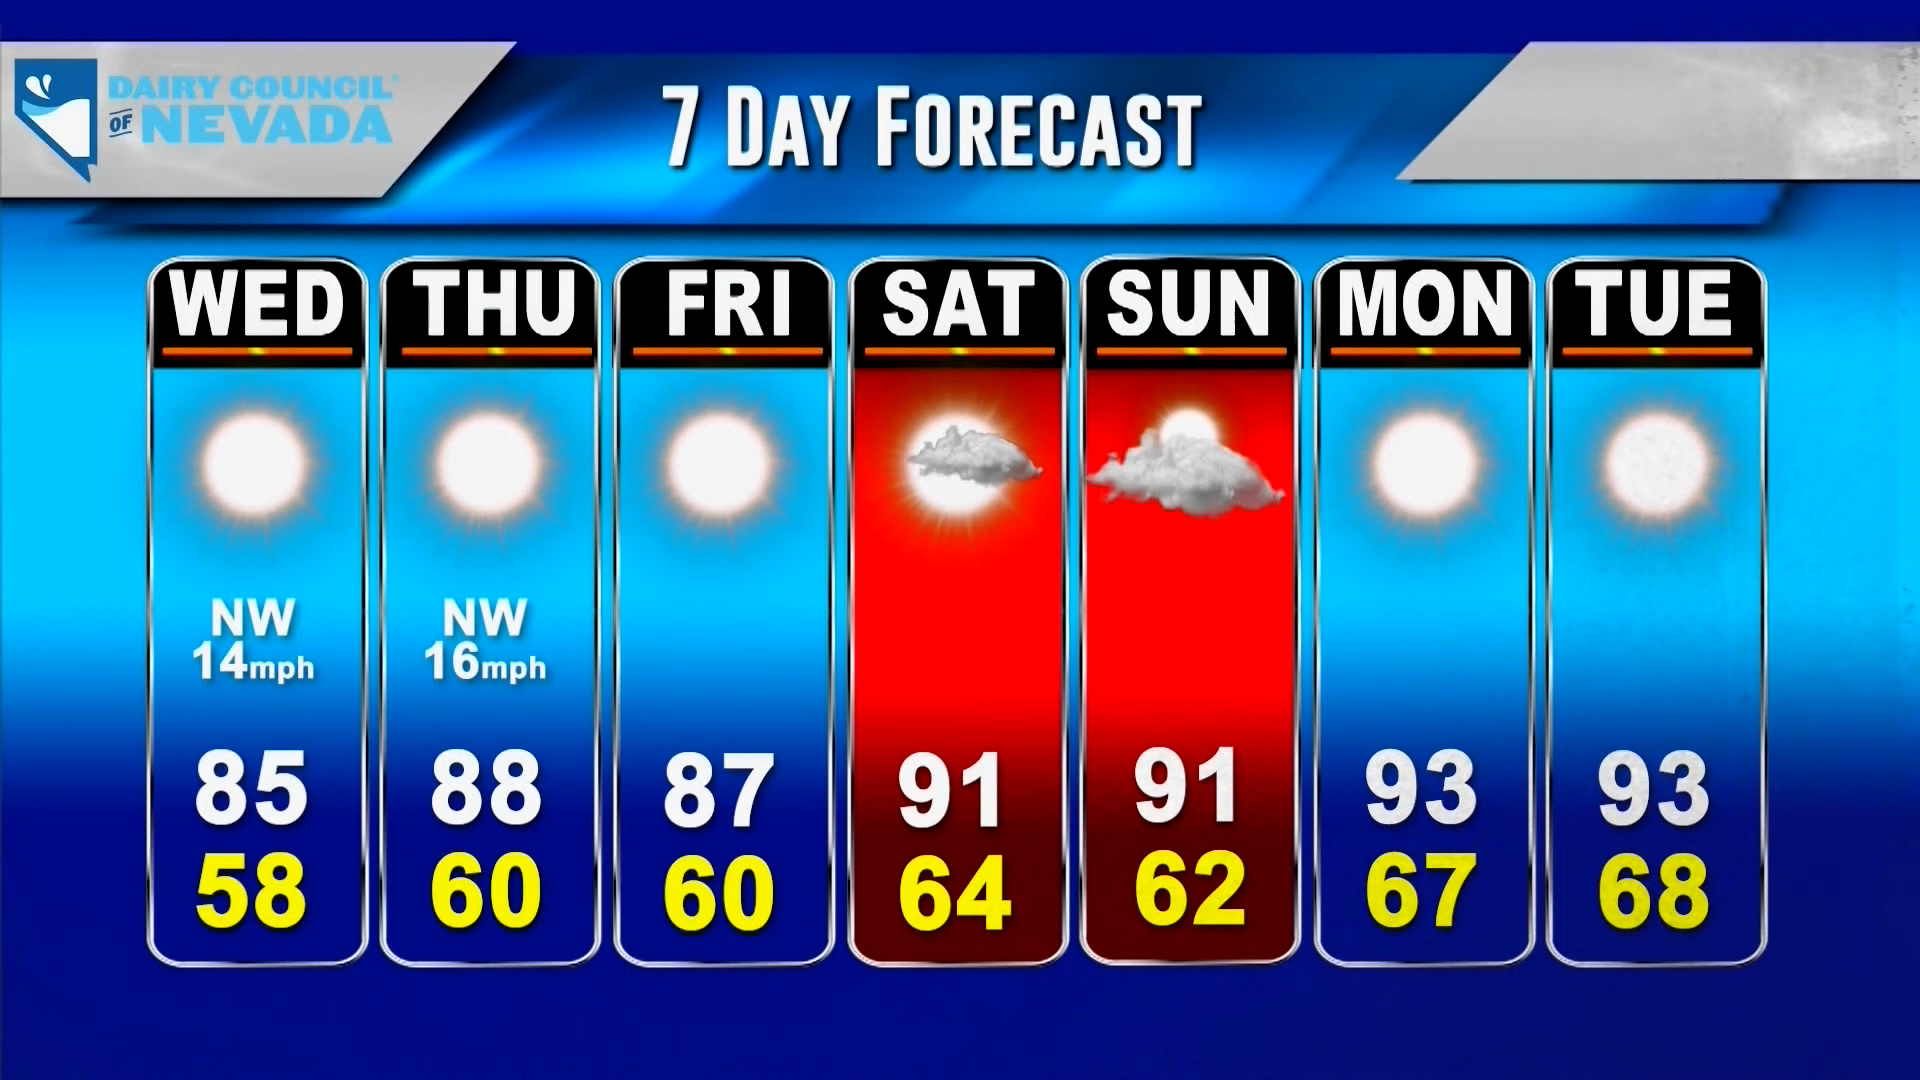 DAIRY COUNCIL
OF NEVADA
7 DAY FORECAST
WED THU FRI SAT SUN MON TUE
NW NW
14mph 16mph
85 88 87 91 91 93 93
58 60 60 64 62 67 68